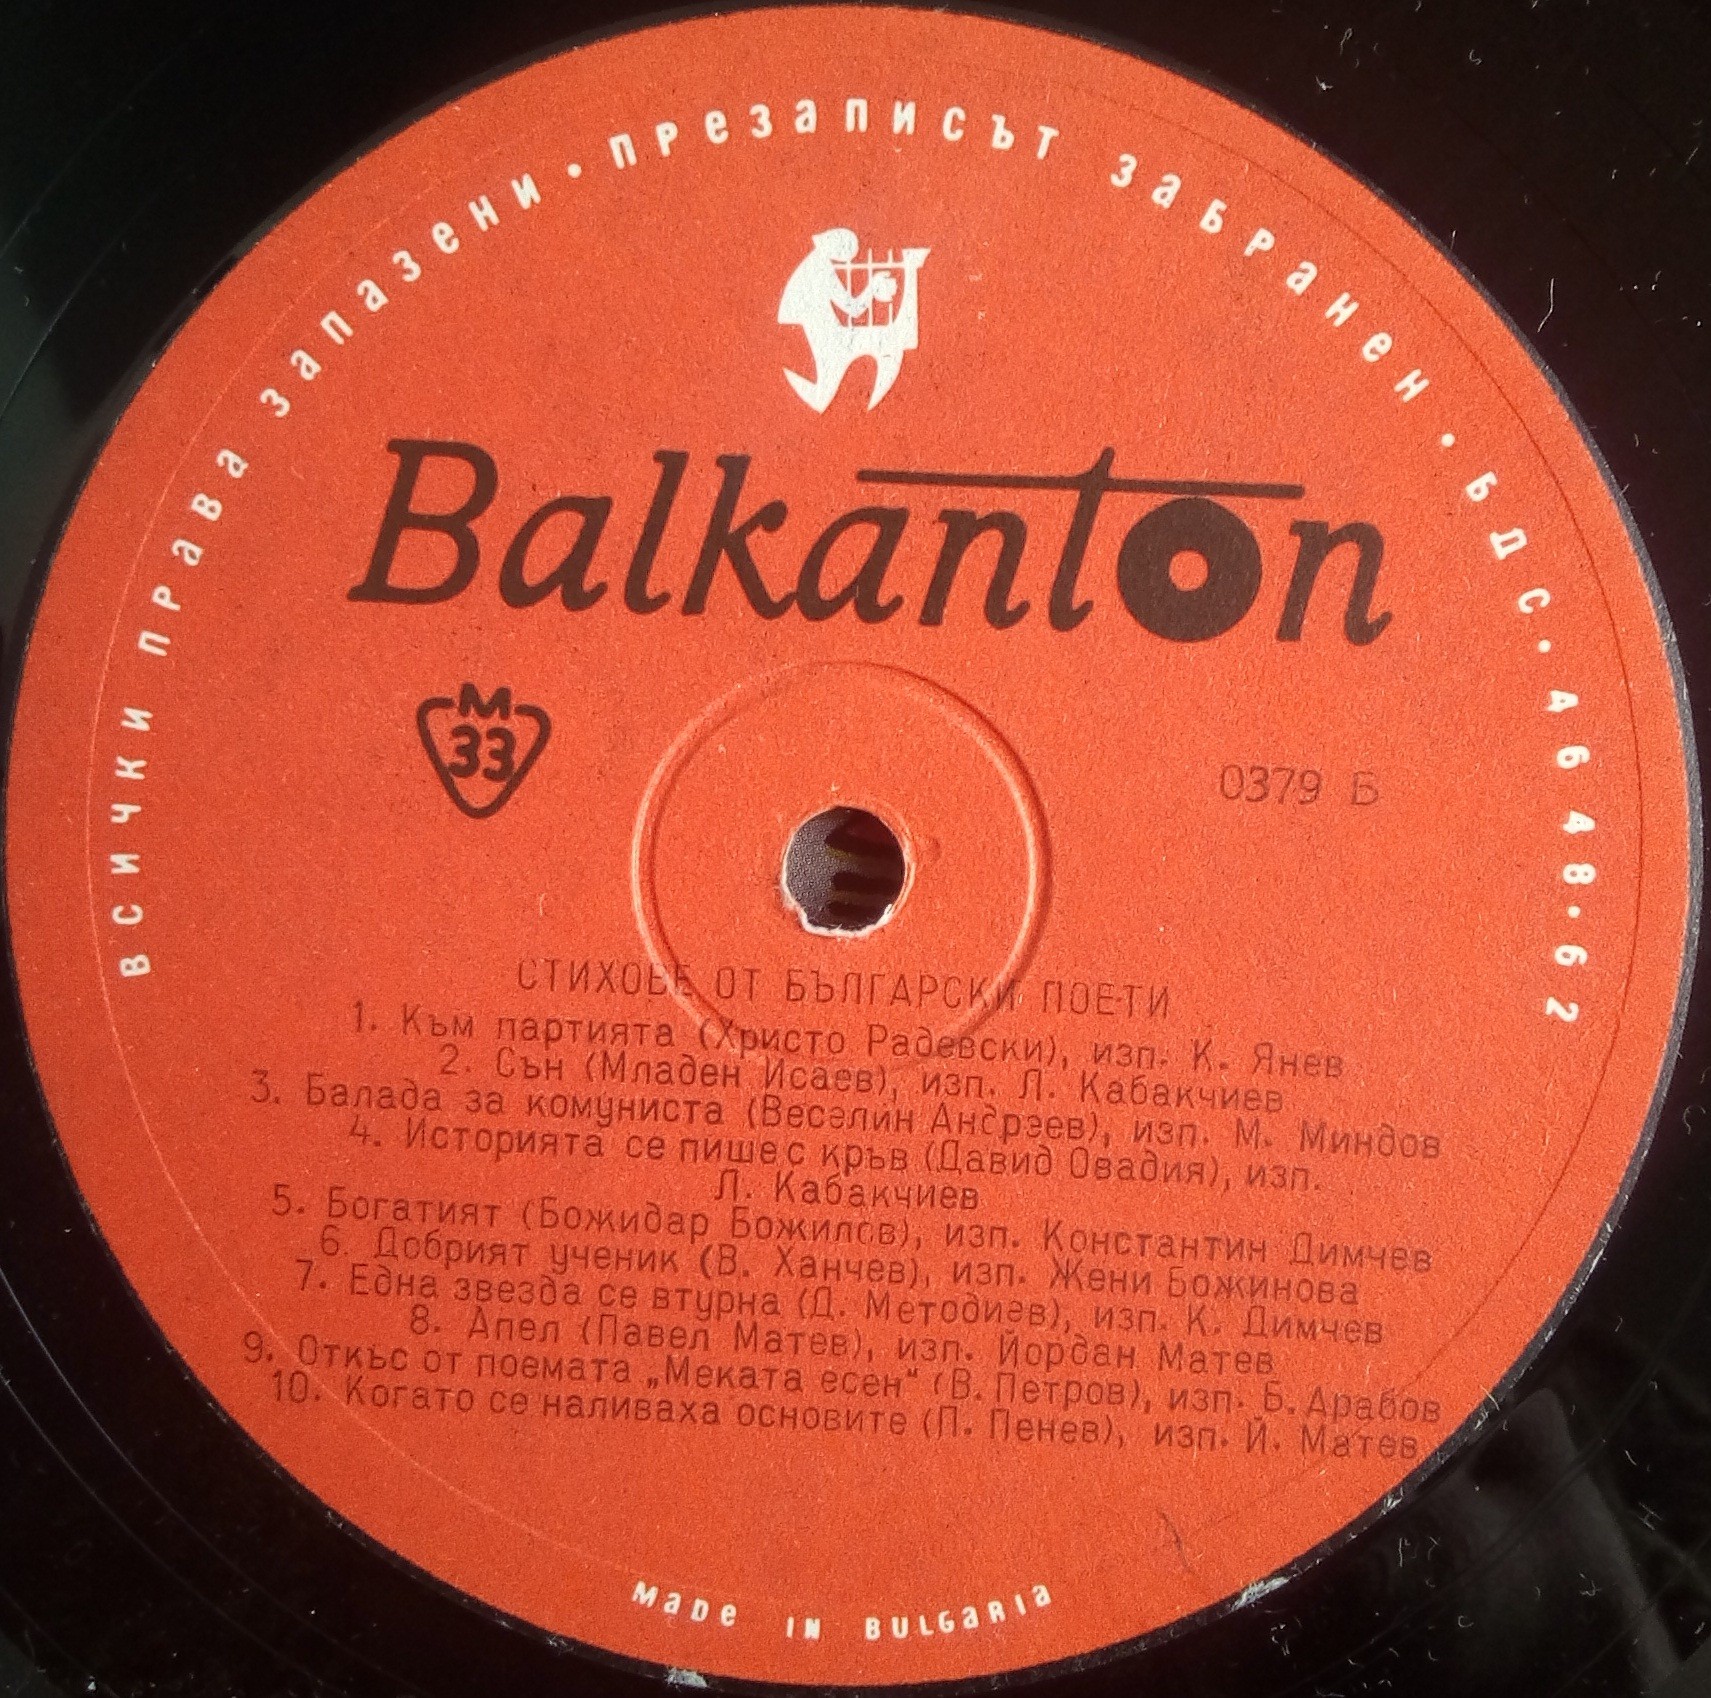 ВСИЧКИ ПРАВА ЗАПАЗЕНИ • ПРЕЗАПИСЪТ ЗАБРАНЕН • БДС • 4648 • 62
Balkanton
М
33
0379 Б
СТИХОВЕ ОТ БЪЛГАРСКИ ПОЕТИ
1. Към партията (Христо Радевски), изп. К. Янев
2. Сън (Младен Исаев), изп. Л. Кабакчиев
3. Балада за комуниста (Веселин Андреев), изп. М. Миндов
4. Историята се пише с кръв (Давид Овадия), изп.
Л. Кабакчиев
5. Богатият (Божидар Божилов), изп. Константин Димчев
6. Добрият ученик (В. Ханчев), изп. Жени Божинова
7. Една звезда се втурна (Д. Методиев), изп. К. Димчев
8. Апел (Павел Матев), изп. Йордан Матев
9. Откъс от поемата „Меката есен“ (В. Петров), изп. Б. Арабов
10. Когато се наливаха основите (П. Пенев), изп. Й. Матев
MADE IN BULGARIA